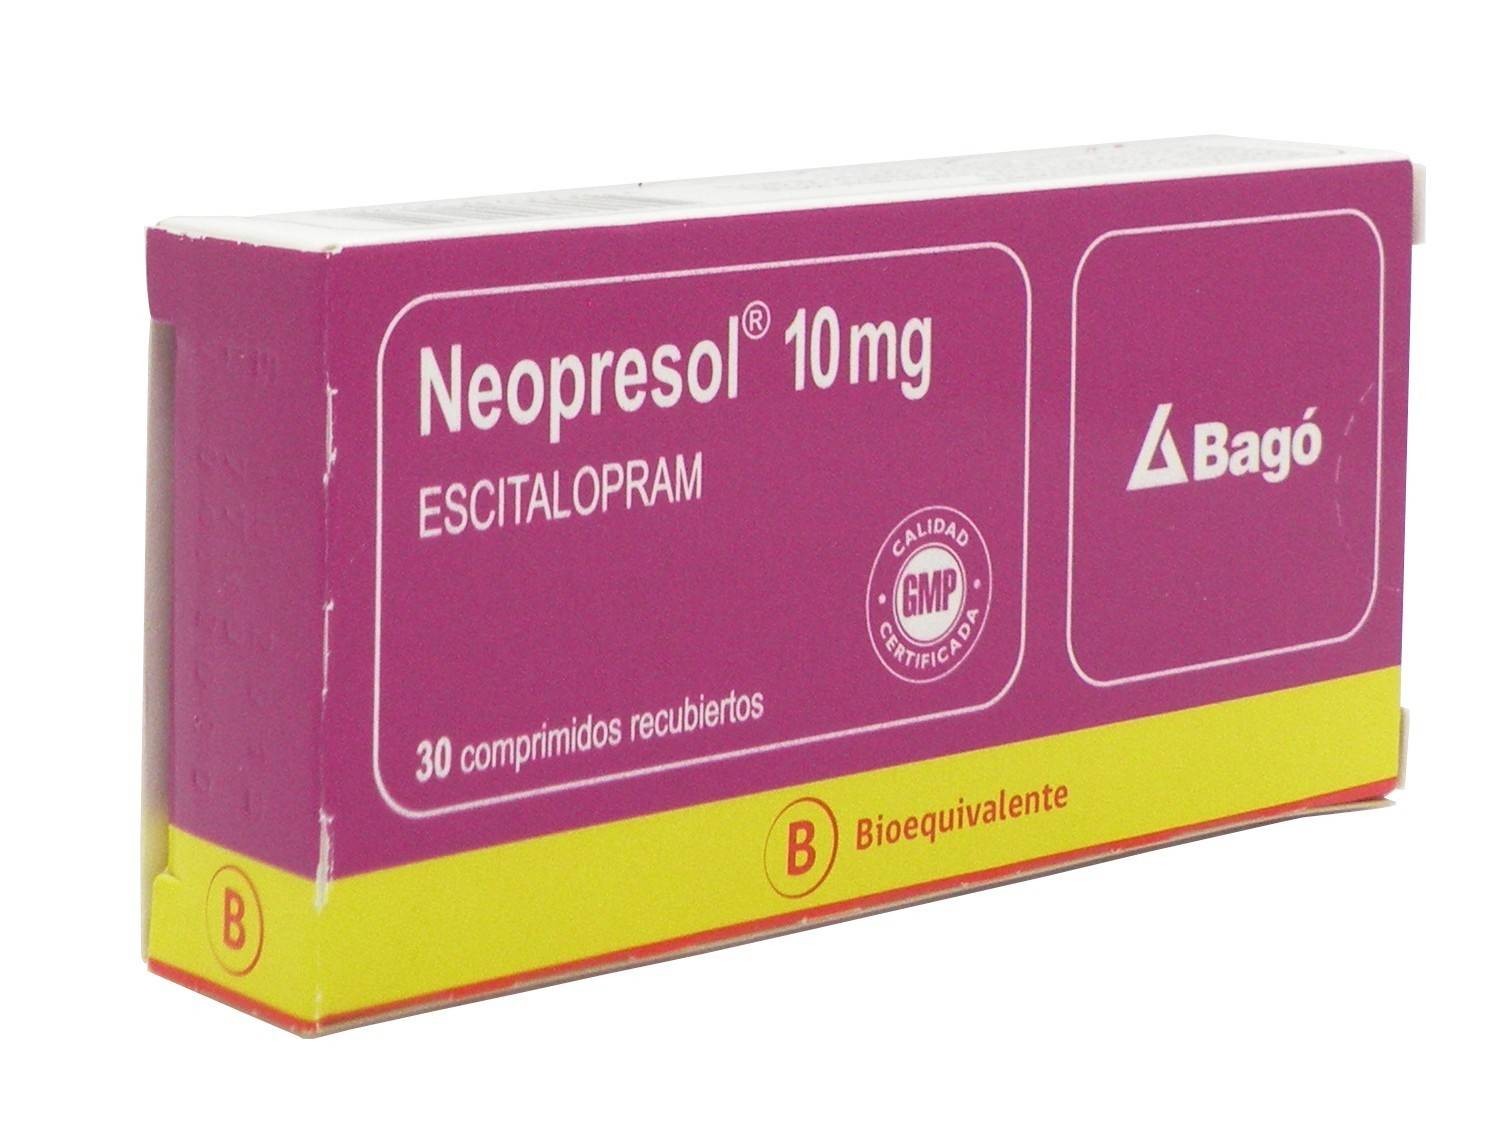 Neopresol® 10 mg
ESCITALOPRAM
CALIDAD
GMP
CERTIFICADA
30 comprimidos recubiertos
Bagó
B Bioequivalente
B